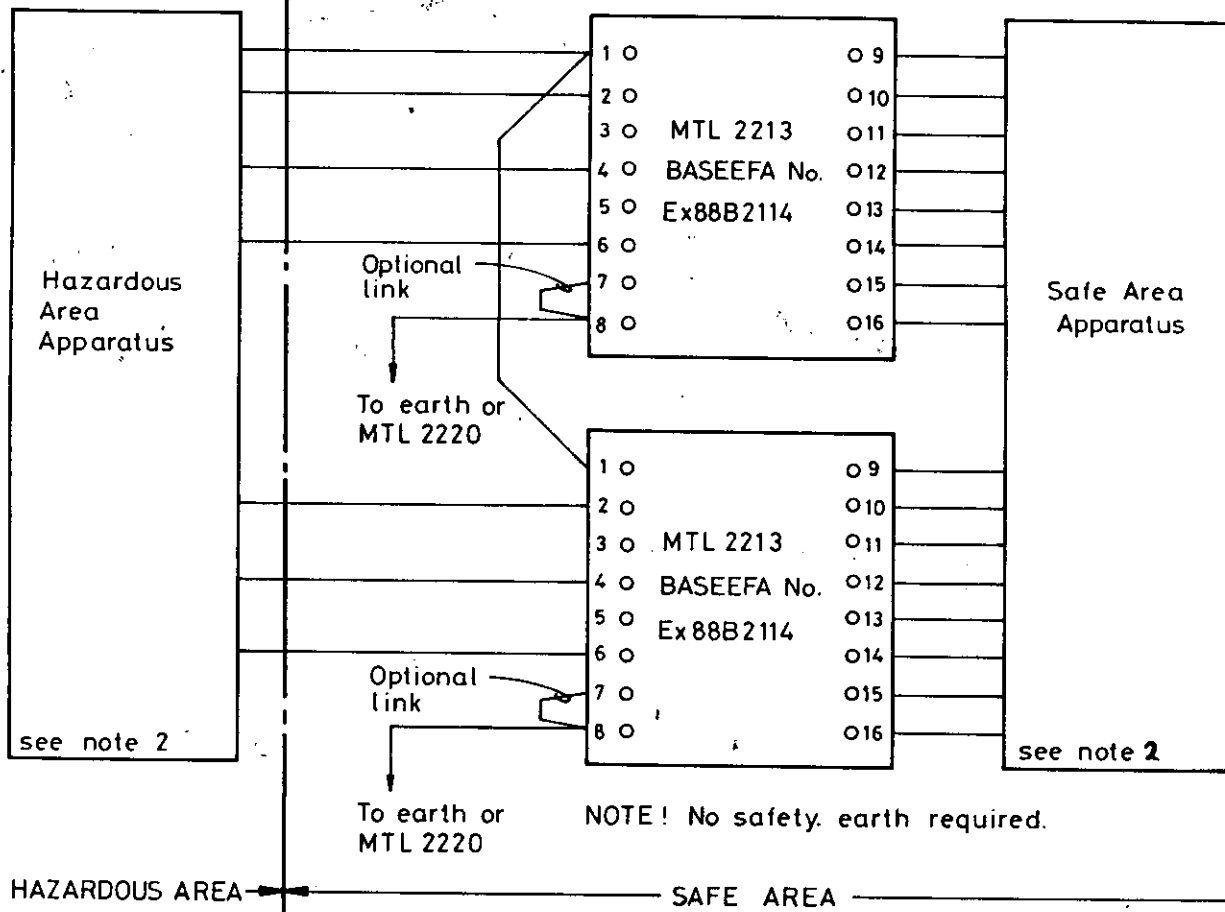 Hazardous
Area
Apparatus
see note 2
1
2
3
4
5
6
7
8
MTL 2213
BASEEFA No.
Ex88B2114
9
10
11
12
13
14
15
16
Optional
link
To earth or
MTL 2220
Safe Area
Apparatus
see note 2
1
2
3
4
5
6
7
8
MTL 2213
BASEEFA No.
Ex88B2114
9
10
11
12
13
14
15
16
Optional
link
To earth or
MTL 2220
NOTE! No safety. earth required.
HAZARDOUS AREA
SAFE AREA